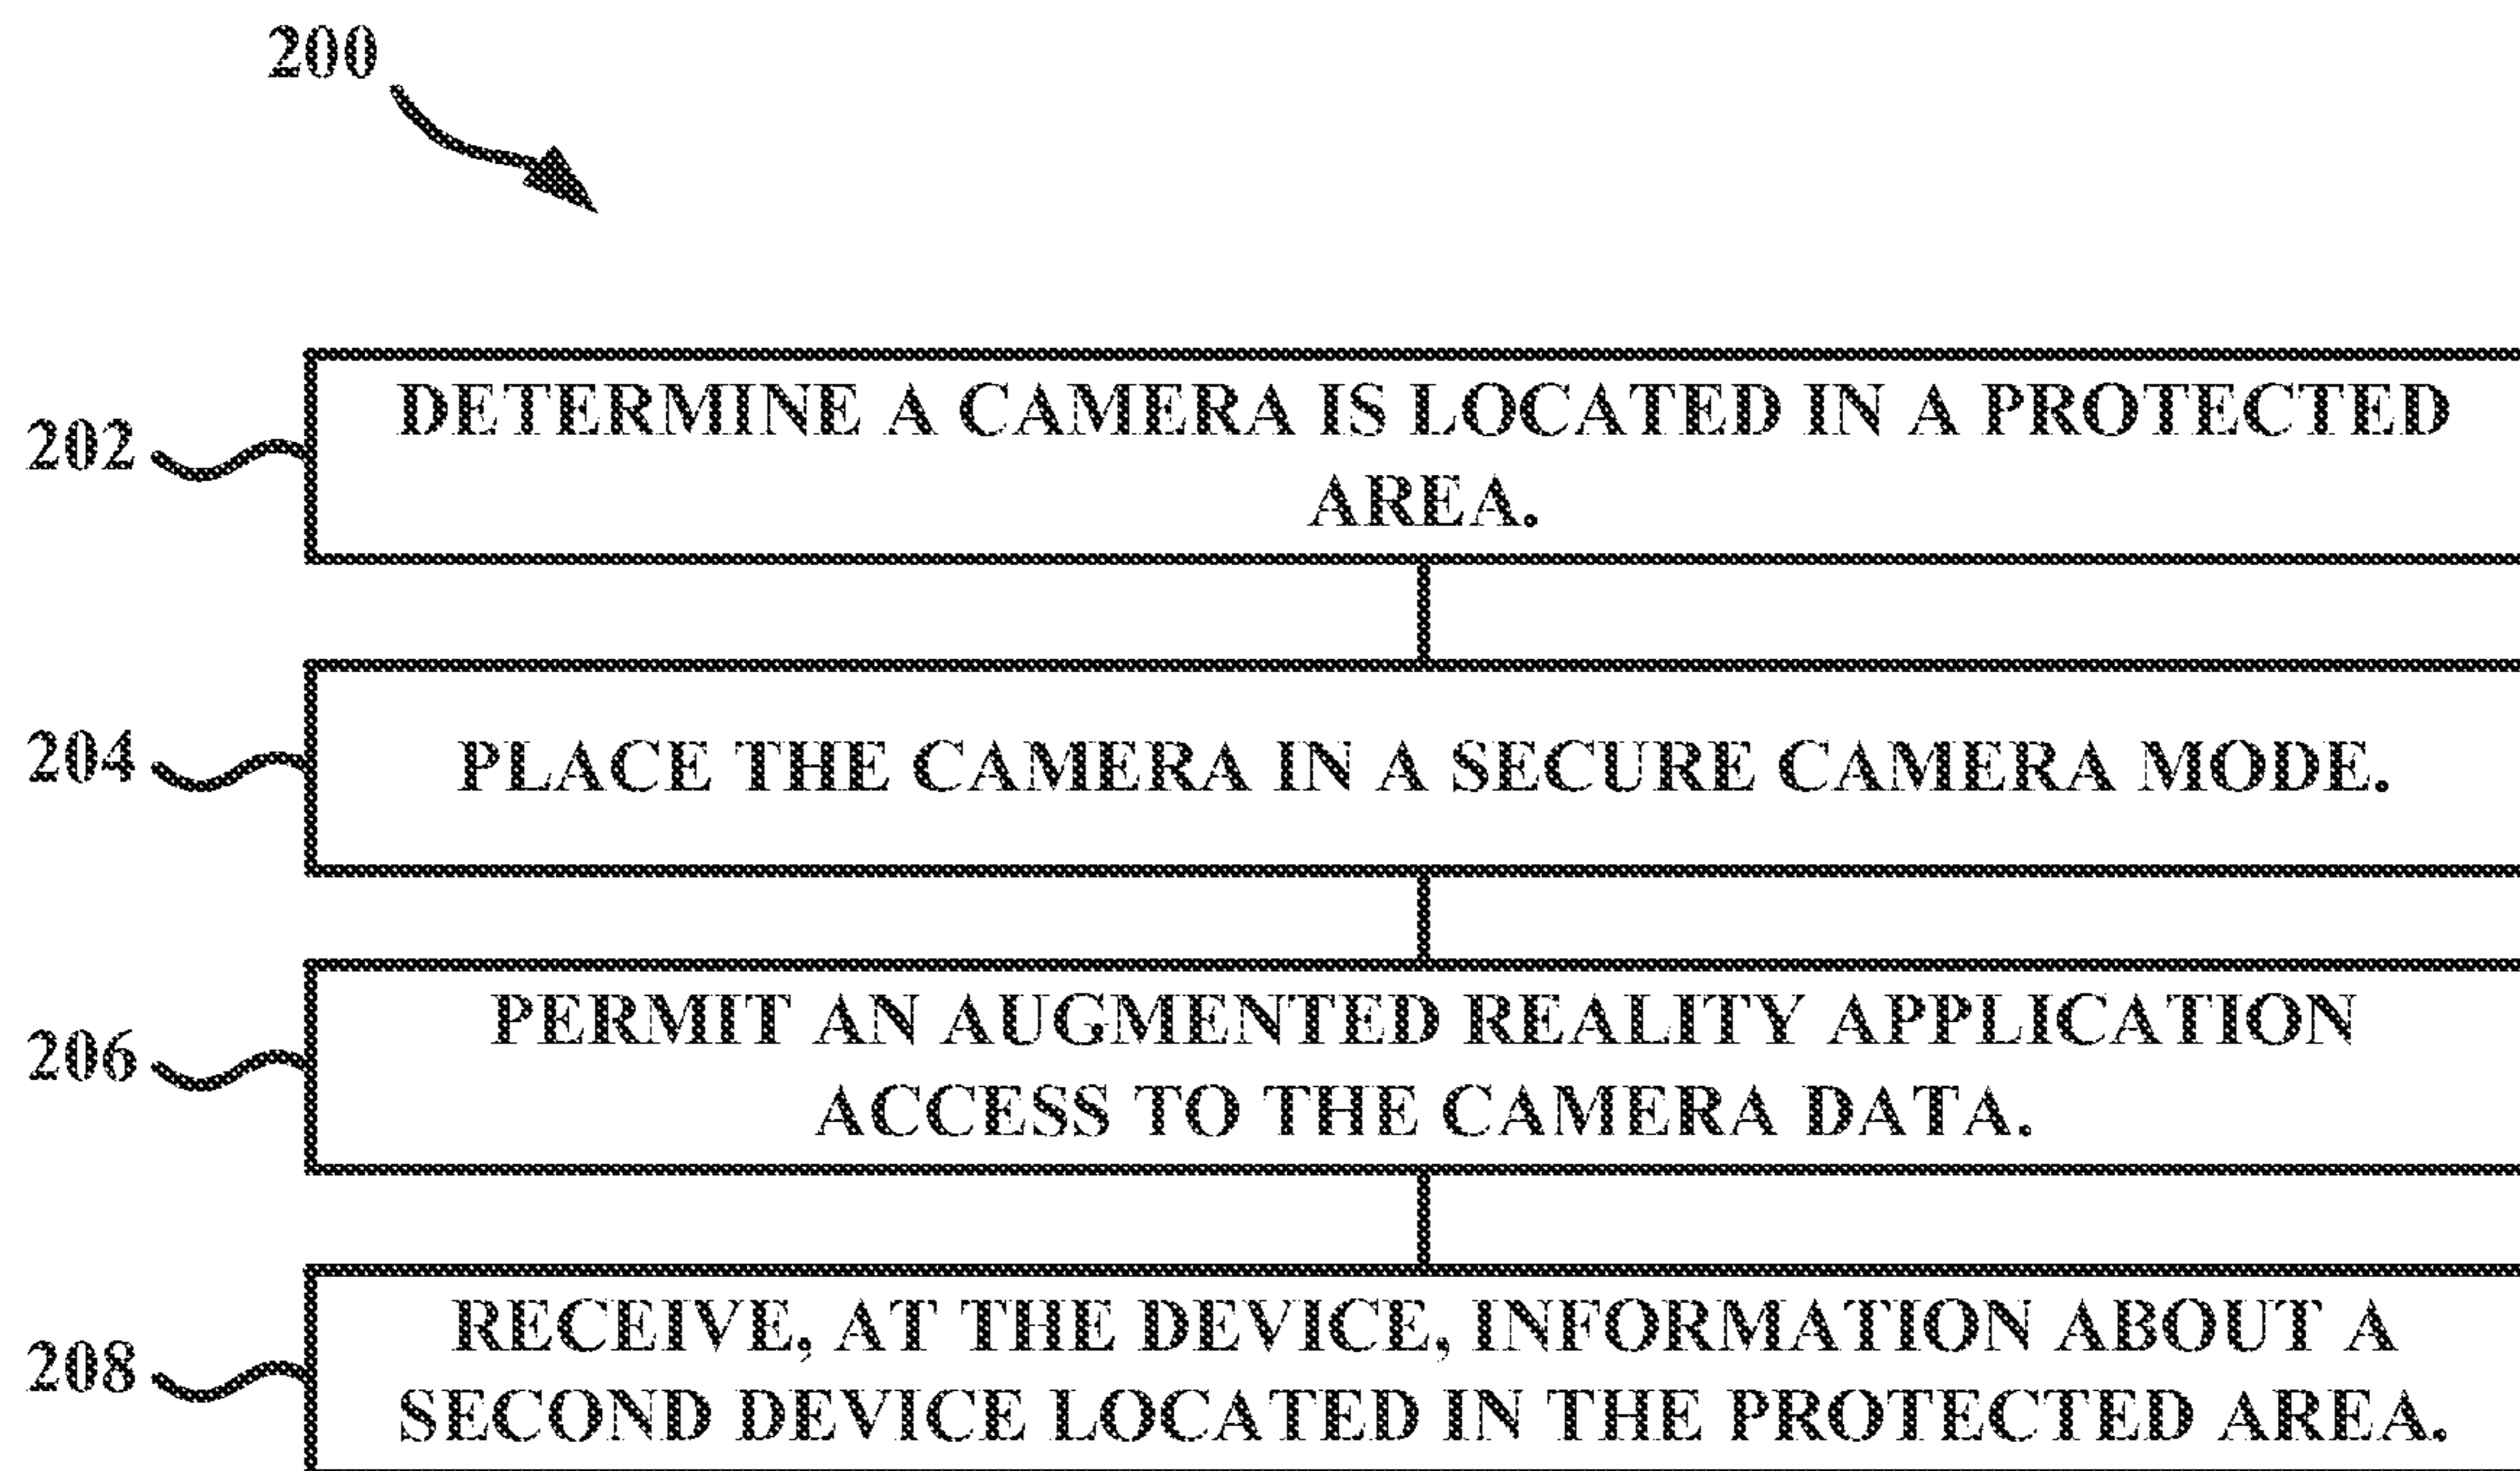 200
202
DETERMINE A CAMERA IS LOCATED IN A PROTECTED
AREA.
204
PLACE THE CAMERA IN A SECURE CAMERA MODE.
206
PERMIT AN AUGMENTED REALITY APPLICATION
ACCESS TO THE CAMERA DATA.
208
RECEIVE, AT THE DEVICE, INFORMATION ABOUT A
SECOND DEVICE LOCATED IN THE PROTECTED AREA.